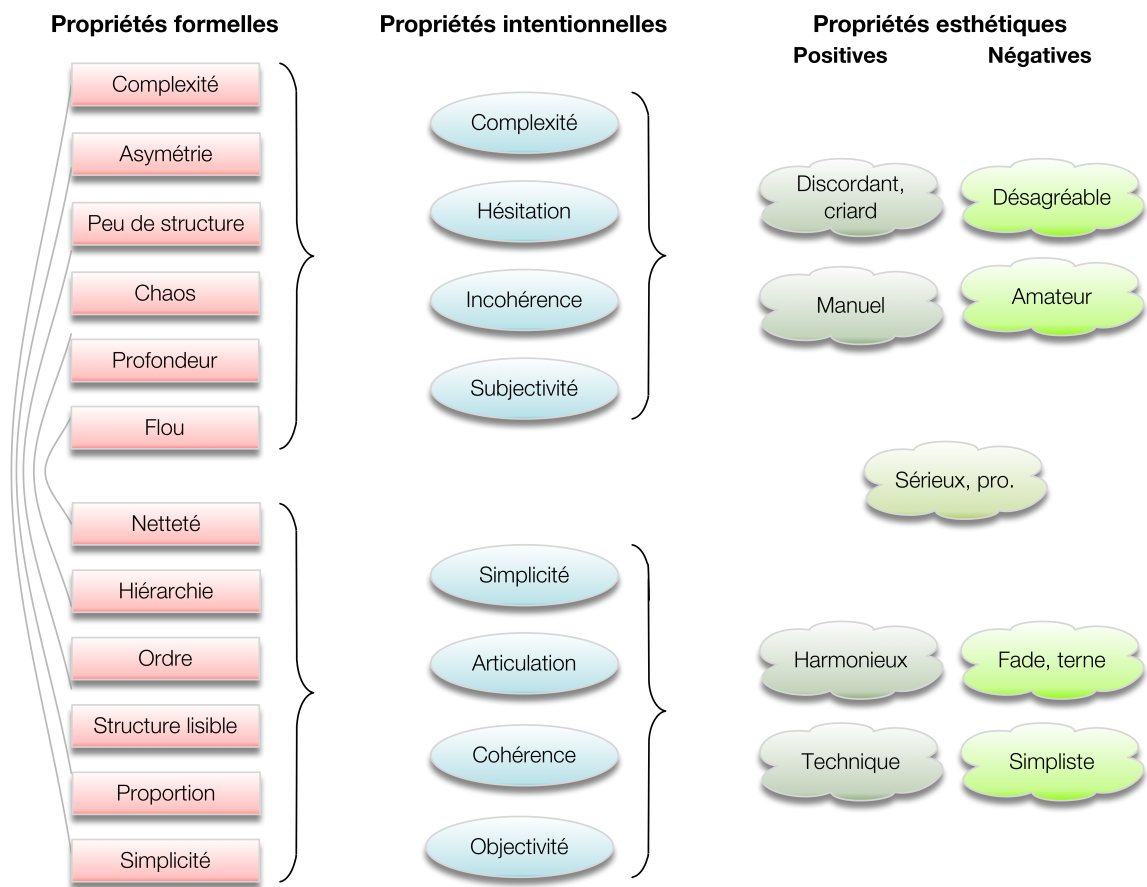 Propriétés formelles
Propriétés intentionnelles
Propriétés esthétiques
Positives
Négatives
Complexité
Asymétrie
Peu de structure
Chaos
Profondeur
Flou
Netteté
Hiérarchie
Ordre
Structure lisible
Proportion
Simplicité
Complexité
Hésitation
Incohérence
Subjectivité
Simplicité
Articulation
Cohérence
Objectivité
Discordant,
criard
Désagréable
Manuel
Amateur
Sérieux, pro.
Harmonieux
Fade, terne
Technique
Simpliste